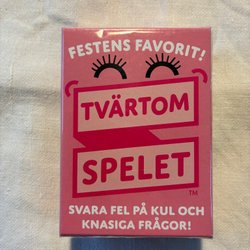 FESTENS FAVORIT!
TVÄRTOM
SPELET
TM
SVARA FEL PÅ KUL OCH
KNASIGA FRÅGOR!